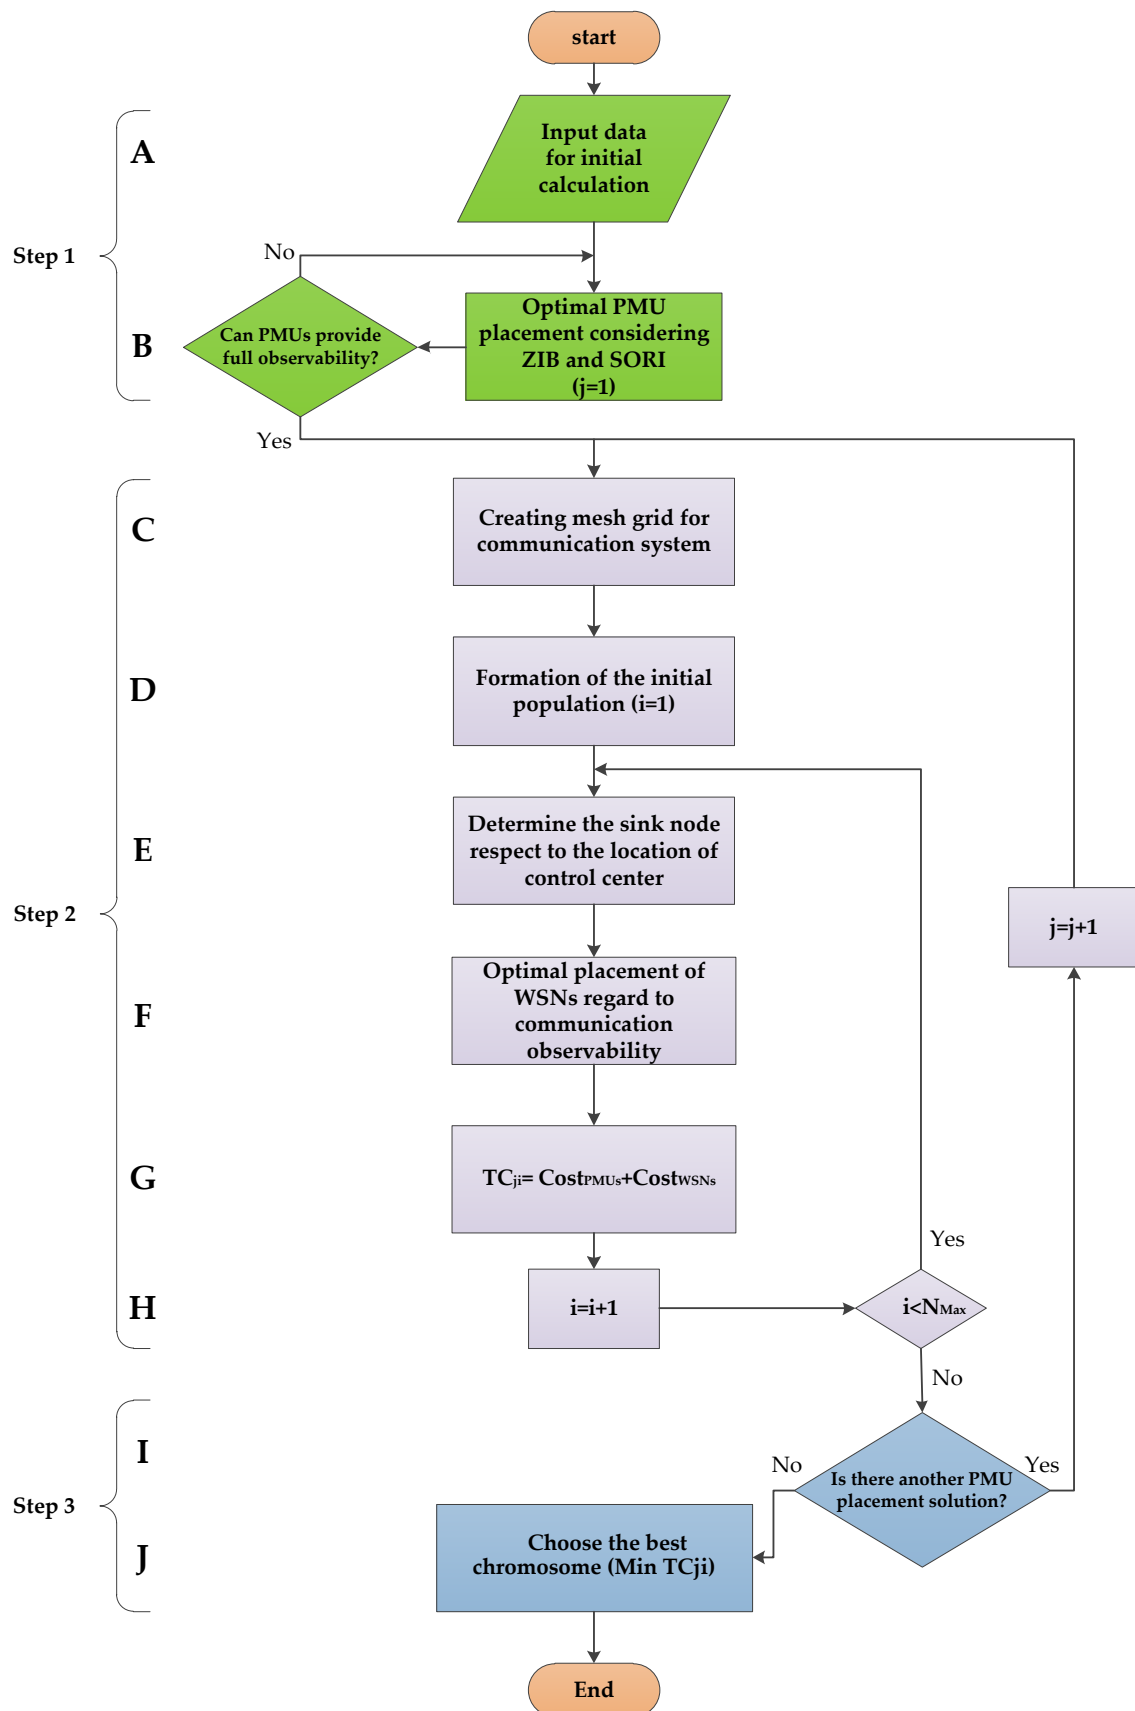 start
A
Input data
for initial
calculation
Step 1
No
B
Can PMUs provide
full observability?
Optimal PMU
placement considering
ZIB and SORI
(j=1)
Yes
C
Creating mesh grid for
communication system
D
Formation of the initial
population (i=1)
E
Determine the sink node
respect to the location of
control center
Step 2
j=j+1
F
Optimal placement of
WSNs regard to
communication
observability
G
TCji= CostPMUs+CostWSNs
Yes
H
i=i+1
i<NMax
No
I
No
Is there another PMU
placement solution?
Yes
Step 3
J
Choose the best
chromosome (Min TCji)
End